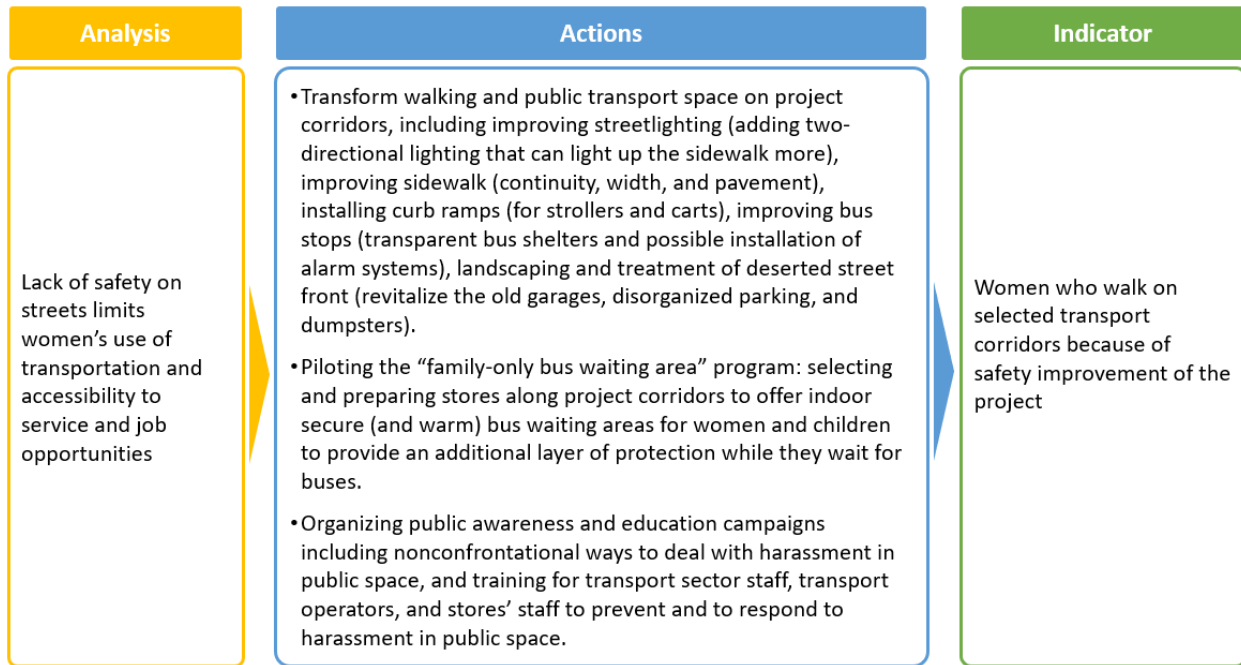 Analysis
Actions
Indicator
Lack of safety on
streets limits
women’s use of
transportation and
accessibility to
service and job
opportunities
•Transform walking and public transport space on project
corridors, including improving streetlighting (adding two-
directional lighting that can light up the sidewalk more),
improving sidewalk (continuity, width, and pavement),
installing curb ramps (for strollers and carts), improving bus
stops (transparent bus shelters and possible installation of
alarm systems), landscaping and treatment of deserted street
front (revitalize the old garages, disorganized parking, and
dumpsters).
•Piloting the “family-only bus waiting area” program: selecting
and preparing stores along project corridors to offer indoor
secure (and warm) bus waiting areas for women and children
to provide an additional layer of protection while they wait for
buses.
•Organizing public awareness and education campaigns
including nonconfrontational ways to deal with harassment in
public space, and training for transport sector staff, transport
operators, and stores’ staff to prevent and to respond to
harassment in public space.
Women who walk on
selected transport
corridors because of
safety improvement of the
project